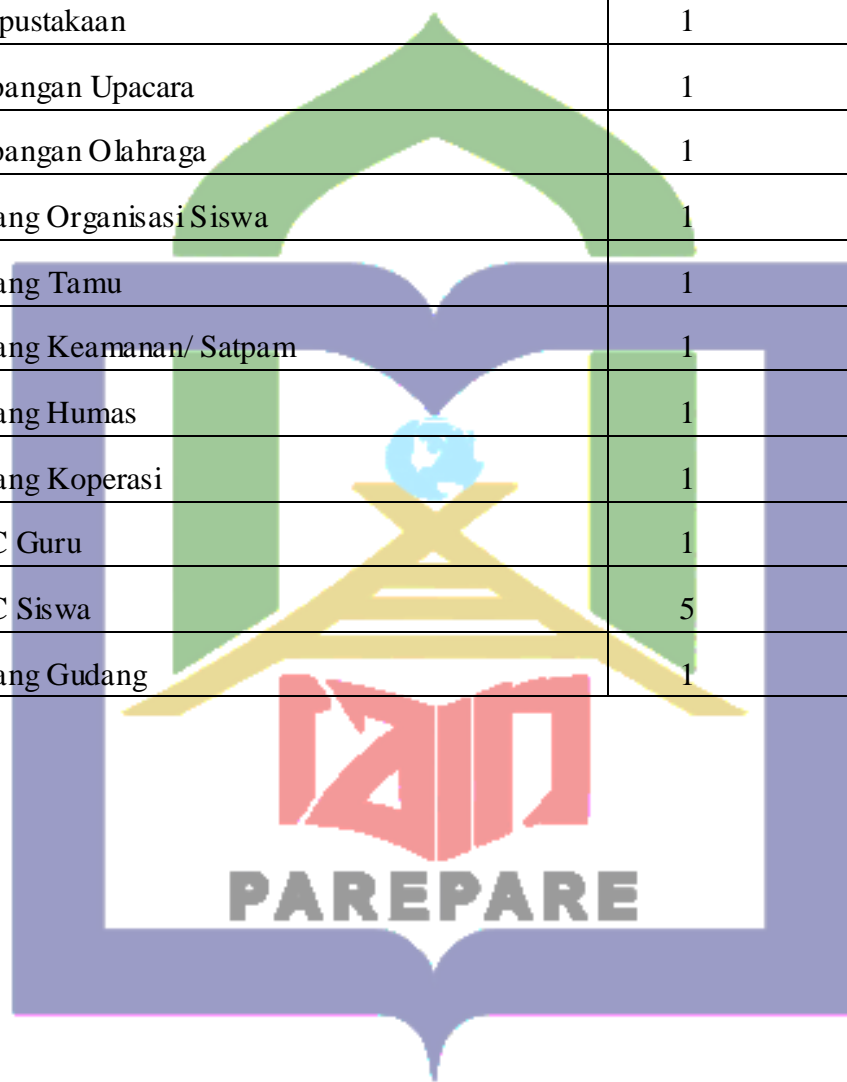 pustakaan 1
pangan Upacara 1
pangan Olahraga 1
ang Organisasi Siswa 1
ang Tamu 1
ang Keamanan/ Satpam 1
ang Humas 1
ang Koperasi 1
C Guru 1
C Siswa 5
ang Gudang 1
iain
PAREPARE